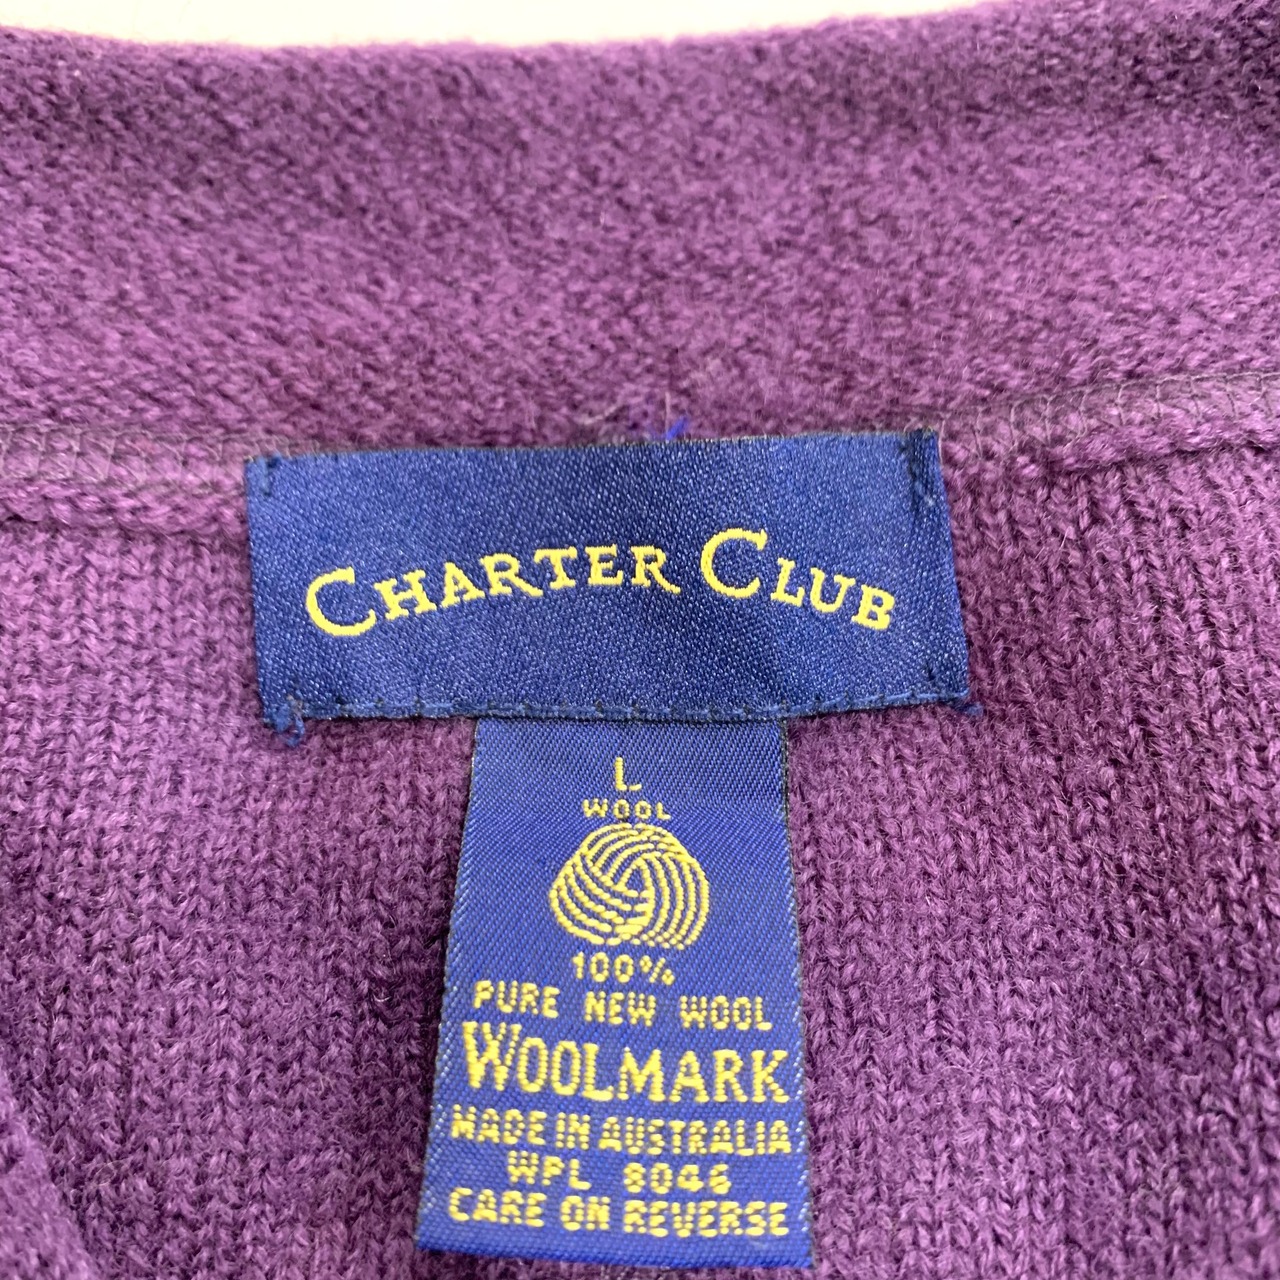 CHARTER CLUB
L
WOOL
100%
PURE NEW WOOL
WOOLMARK
MADE IN AUSTRALIA
WPL 8046
CARE ON REVERSE